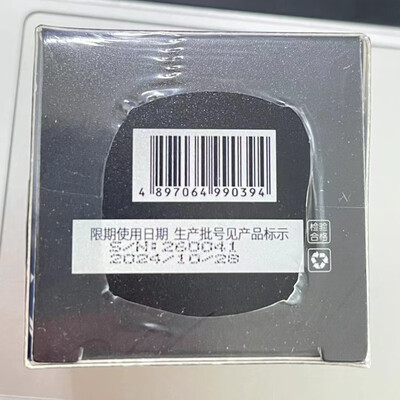 4 897064 990394
限期使用日期 生产批号见产品标示
S/N:260041
2024/10/28
检验
合格